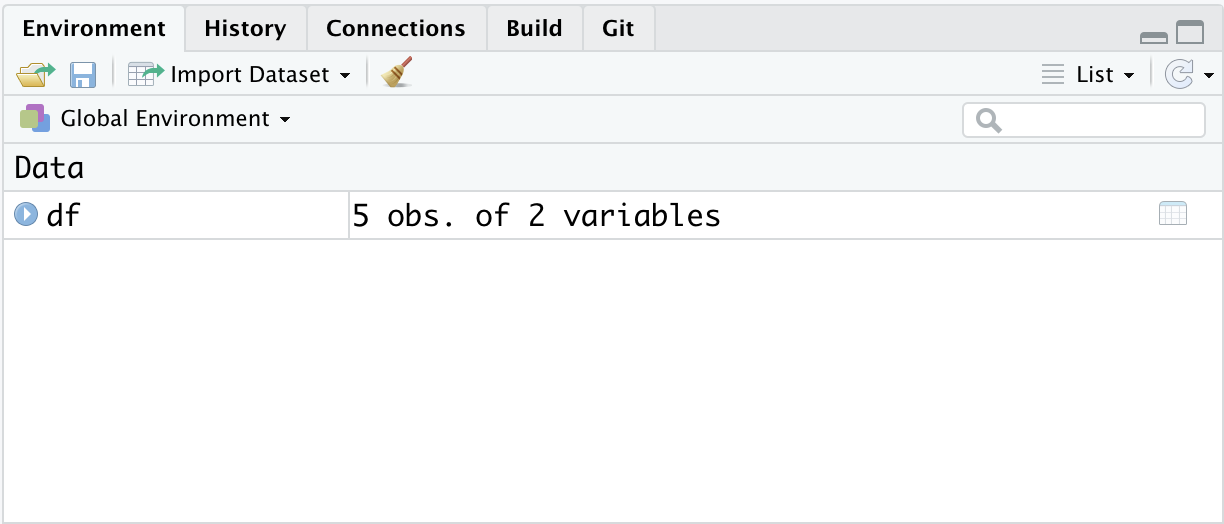 Environment History Connections Build Git
Import Dataset List
Global Environment
Data
df 5 obs. of 2 variables